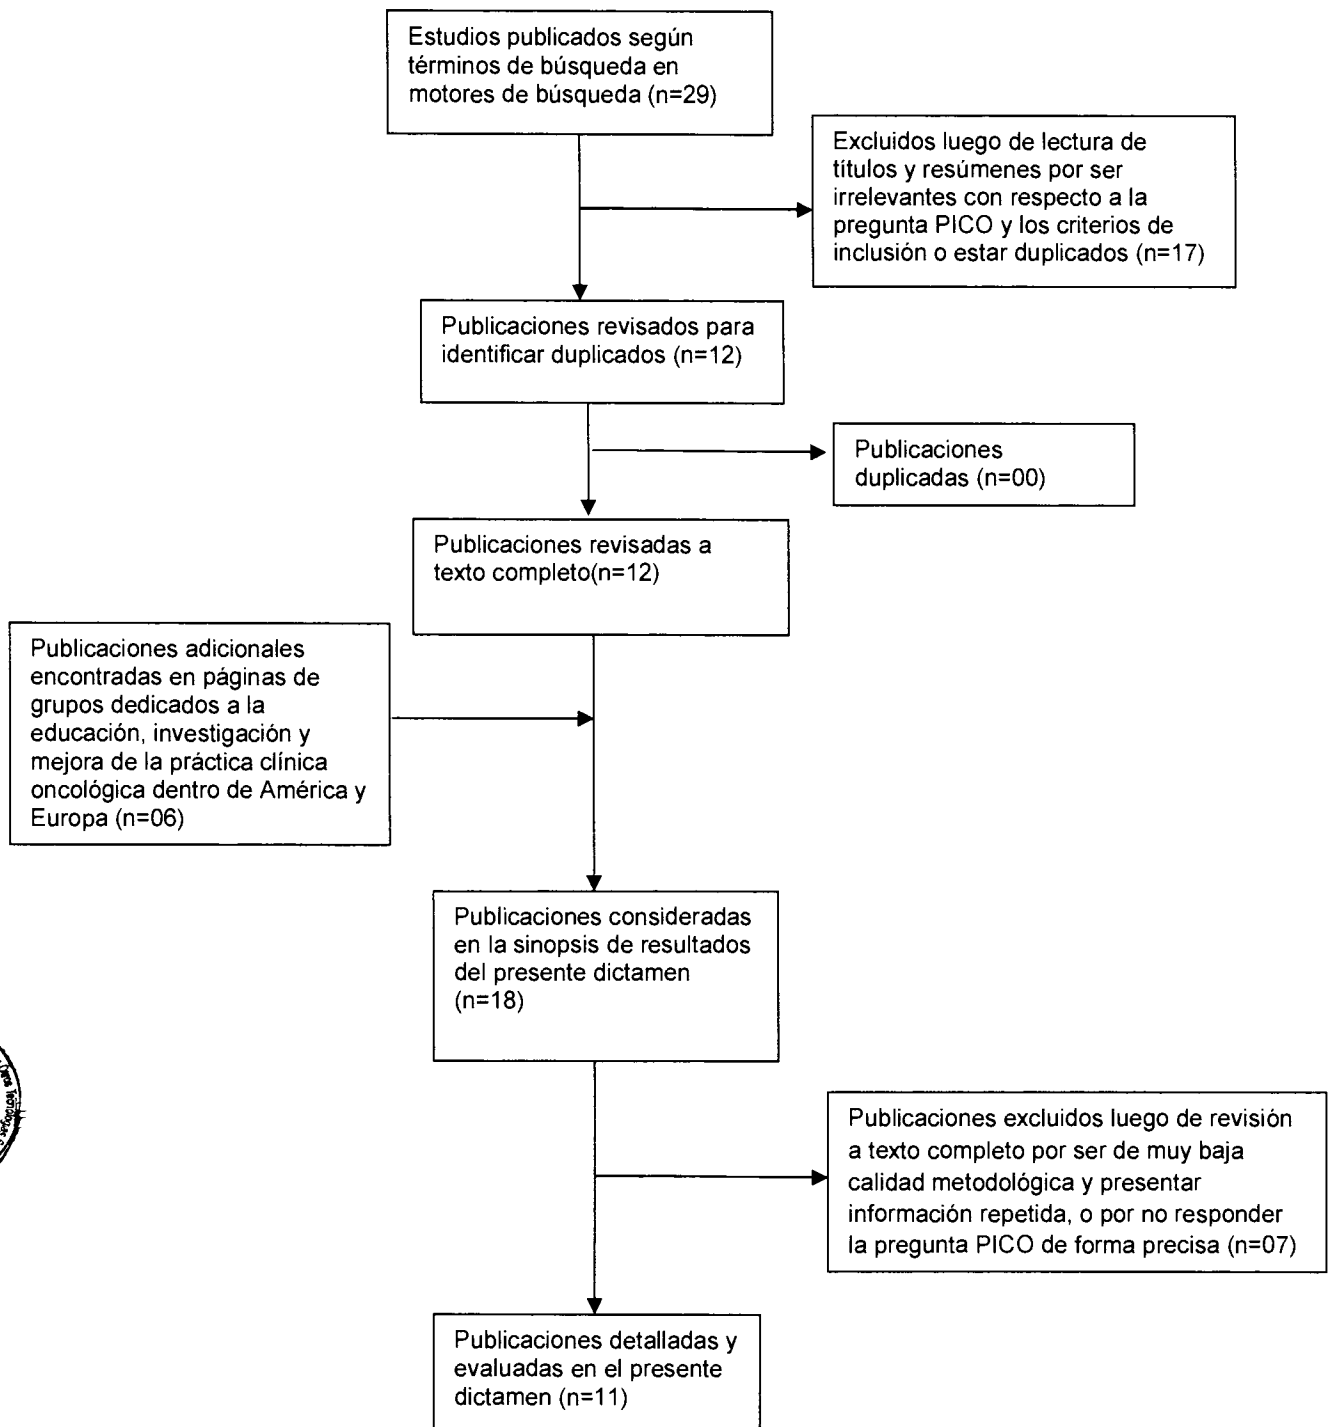 Estudios publicados según
términos de búsqueda en
motores de búsqueda (n=29)
Excluidos luego de lectura de
títulos y resúmenes por ser
irrelevantes con respecto a la
pregunta PICO y los criterios de
inclusión o estar duplicados (n=17)
Publicaciones revisados para
identificar duplicados (n=12)
Publicaciones
duplicadas (n=00)
Publicaciones revisadas a
texto completo(n=12)
Publicaciones adicionales
encontradas en páginas de
grupos dedicados a la
educación, investigación y
mejora de la práctica clínica
oncológica dentro de América y
Europa (n=06)
Publicaciones consideradas
en la sinopsis de resultados
del presente dictamen
(n=18)
Publicaciones excluidos luego de revisión
a texto completo por ser de muy baja
calidad metodológica y presentar
información repetida, o por no responder
la pregunta PICO de forma precisa (n=07)
Publicaciones detalladas y
evaluadas en el presente
dictamen (n=11)